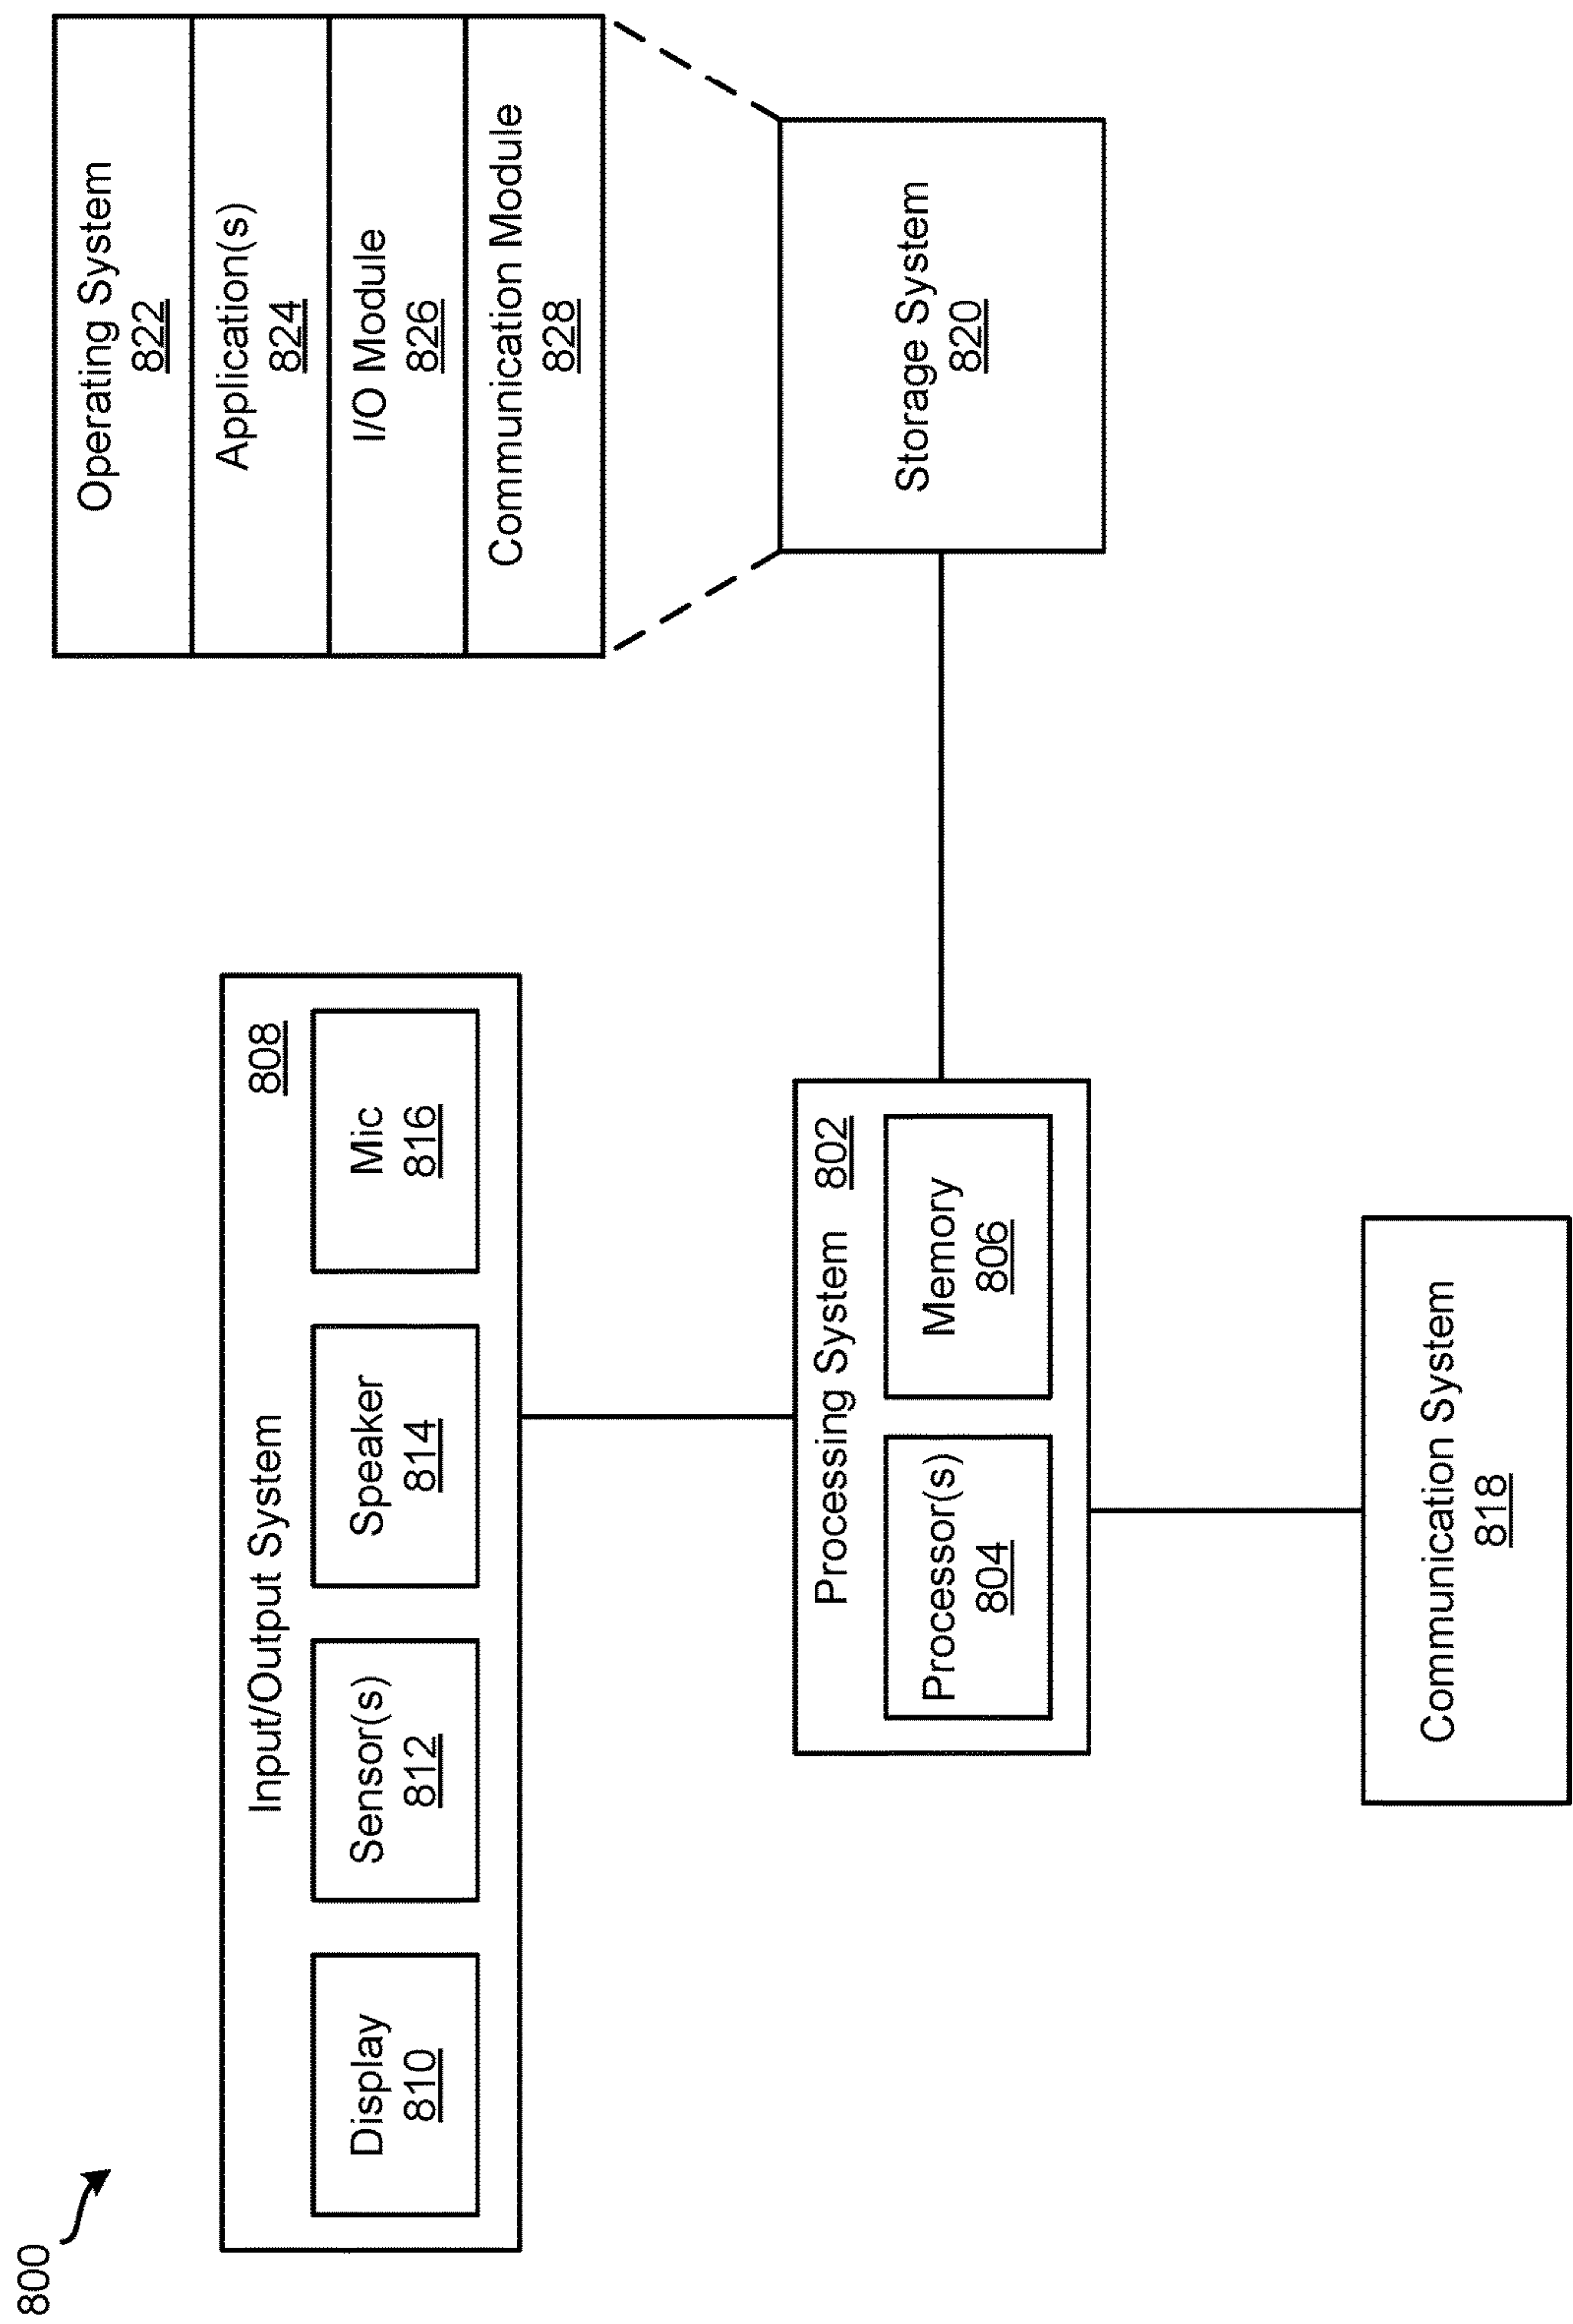 800
Input/Output System
808
Display
810
Sensor(s)
812
Speaker
814
Mic
816
Operating System
822
Application(s)
824
I/O Module
826
Communication Module
828
Processing System
802
Processor(s)
804
Memory
806
Storage System
820
Communication System
818